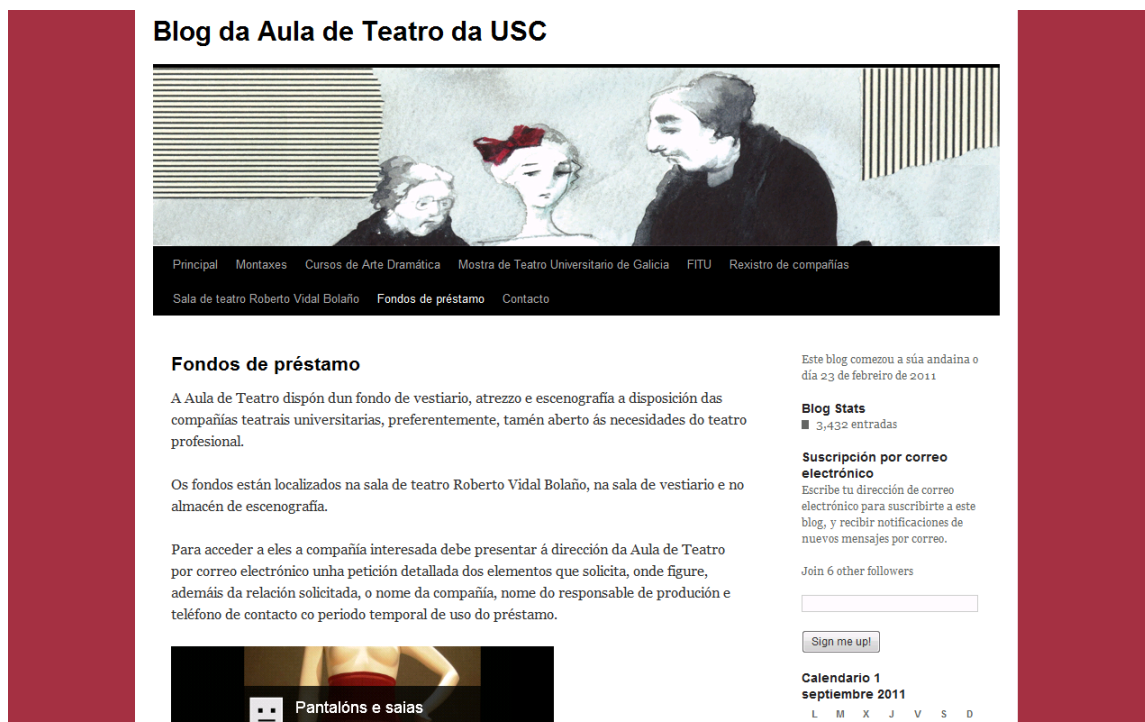 Blog da Aula de Teatro da USC
Principal Montaxes Cursos de Arte Dramática Mostra de Teatro Universitario de Galicia FITU Rexistro de compañías
Sala de teatro Roberto Vidal Bolaño Fondos de préstamo Contacto
Fondos de préstamo
A Aula de Teatro dispón dun fondo de vestiario, atrezzo e escenografía a disposición das
compañías teatrais universitarias, preferentemente, tamén aberto ás necesidades do teatro
profesional.
Os fondos están localizados na sala de teatro Roberto Vidal Bolaño, na sala de vestiario e no
almacén de escenografía.
Para acceder a eles a compañía interesada debe presentar á dirección da Aula de Teatro
por correo electrónico unha petición detallada dos elementos que solicita, onde figure,
ademáis da relación solicitada, o nome da compañía, nome do responsable de produción e
teléfono de contacto co periodo temporal de uso do préstamo.
Pantalóns e saias
Este blog comezou a súa andaina o
día 23 de febreiro de 2011
Blog Stats
3,432 entradas
Suscripción por correo
electrónico
Escribe tu dirección de correo
electrónico para suscribirte a este
blog, y recibir notificaciones de
nuevos mensajes por correo.
Join 6 other followers
Sign me up!
Calendario 1
septiembre 2011
L M X J V S D